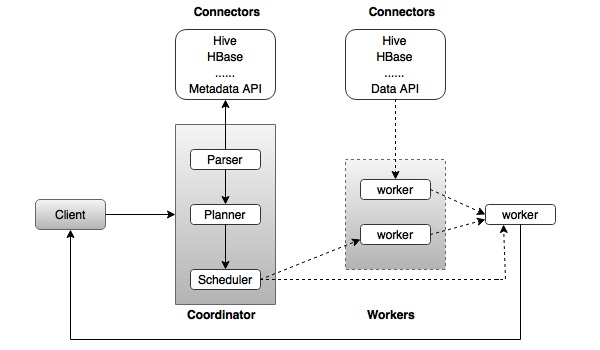 Connectors
Hive
HBase
......
Metadata API
Connectors
Hive
HBase
......
Data API
Parser
Planner
Scheduler
Coordinator
Client
worker
worker
Workers
worker